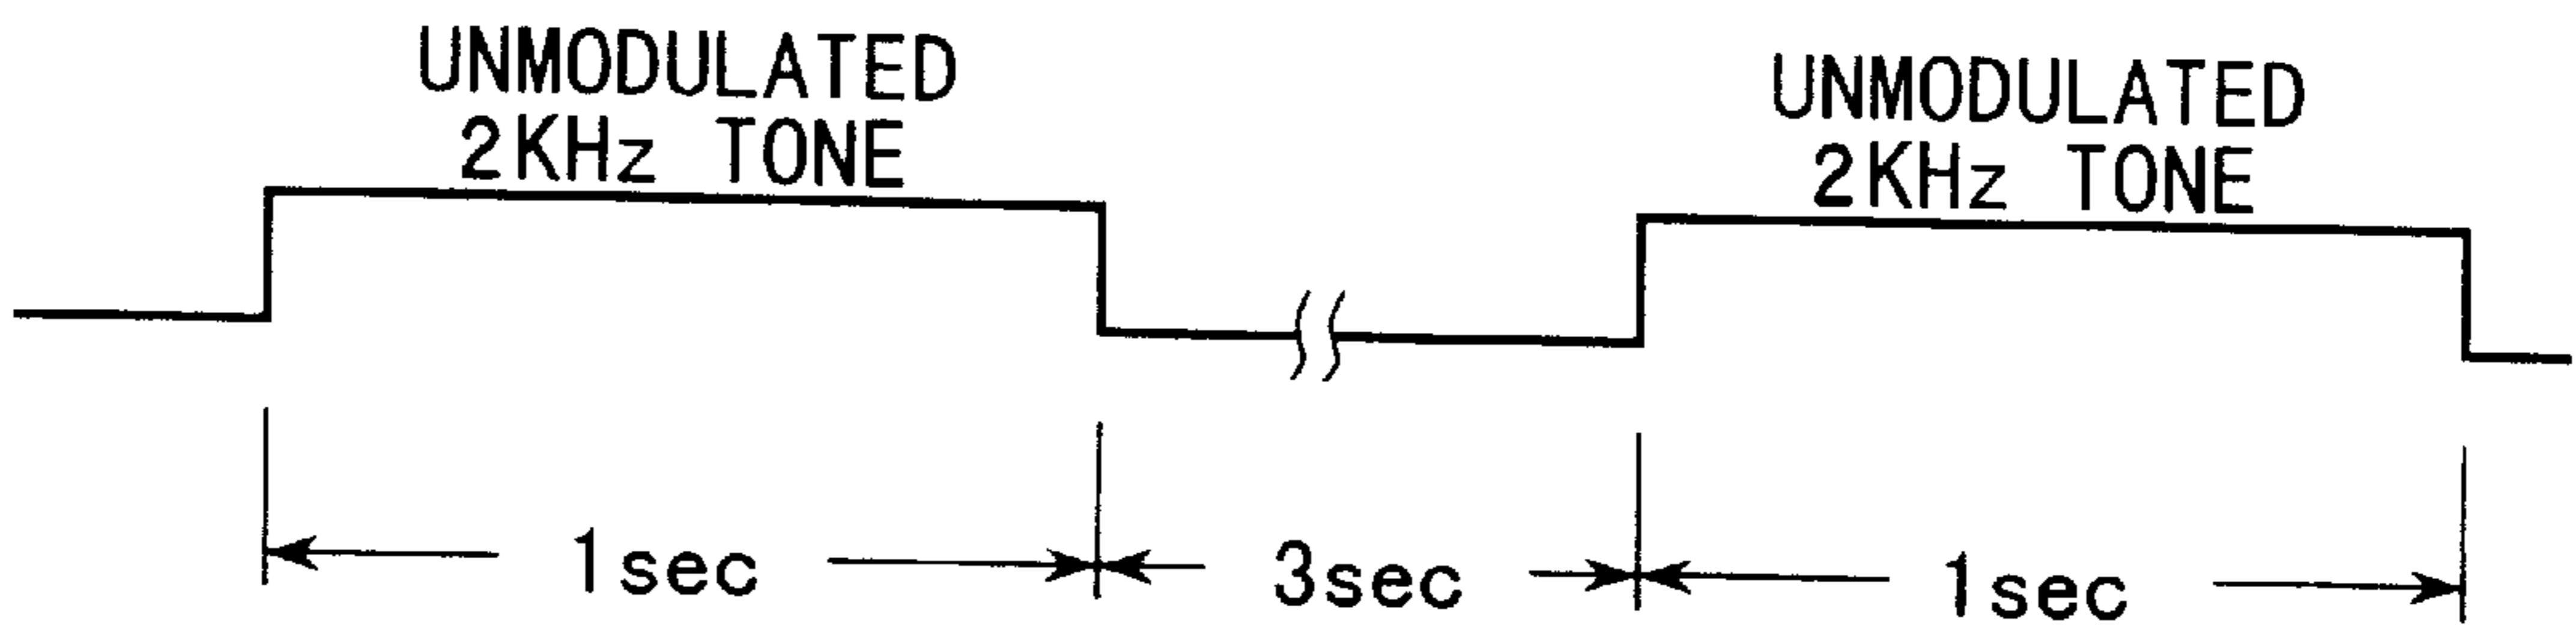 UNMODULATED
2KHz TONE
UNMODULATED
2KHz TONE
1sec
3sec
1sec